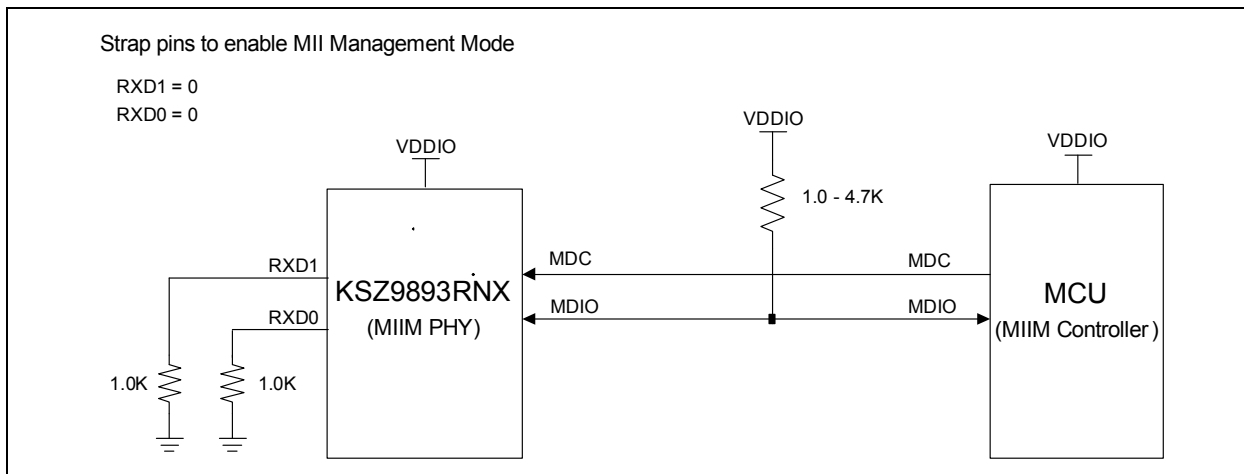 Strap pins to enable MII Management Mode
RXD1 = 0
RXD0 = 0
VDDIO
VDDIO
VDDIO
1.0 - 4.7K
RXD1
MDC
MDC
KSZ9893RNX
MCU
RXD0
MDIO
MDIO
(MIIM PHY)
(MIIM Controller)
1.0K
1.0K